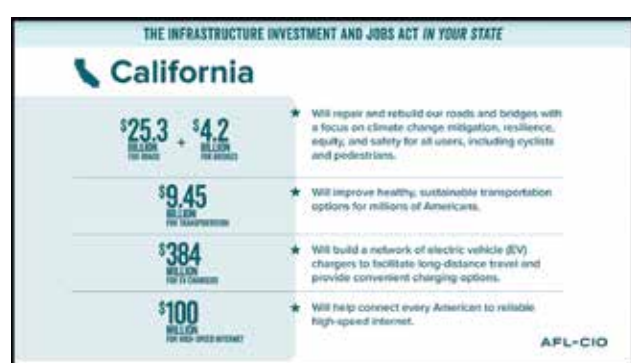 THE INFRASTRUCTURE INVESTMENT AND JOBS ACT IN YOUR STATE
California
$25.3 BILLION FOR ROADS + $4.2 BILLION FOR BRIDGES
★ Will repair and rebuild our roads and bridges with
a focus on climate change mitigation, resilience,
equity, and safety for all users, including cyclists
and pedestrians.
$9.45
BILLION
FOR TRANSPORTATION
★ Will improve healthy, sustainable transportation
options for millions of Americans.
$384
MILLION
FOR EV CHARGERS
★ Will build a network of electric vehicle (EV)
chargers to facilitate long-distance travel and
provide convenient charging options.
$100
MILLION
FOR HIGH-SPEED INTERNET
★ Will help connect every American to reliable
high-speed internet.
AFL-CIO